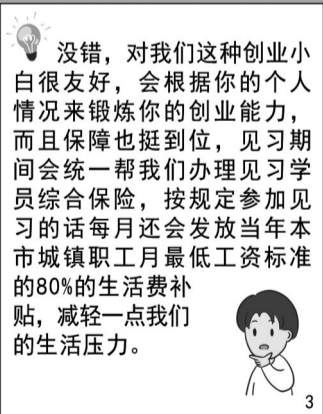 没错，对我们这种创业小
白很友好，会根据你的个人
情况来锻炼你的创业能力，
而且保障也挺到位，见习期
间会统一帮我们办理见习学
员综合保险，按规定参加见
习的话每月还会发放当年本
市城镇职工月最低工资标准
的80%的生活费补
贴，减轻一点我们
的生活压力。
3